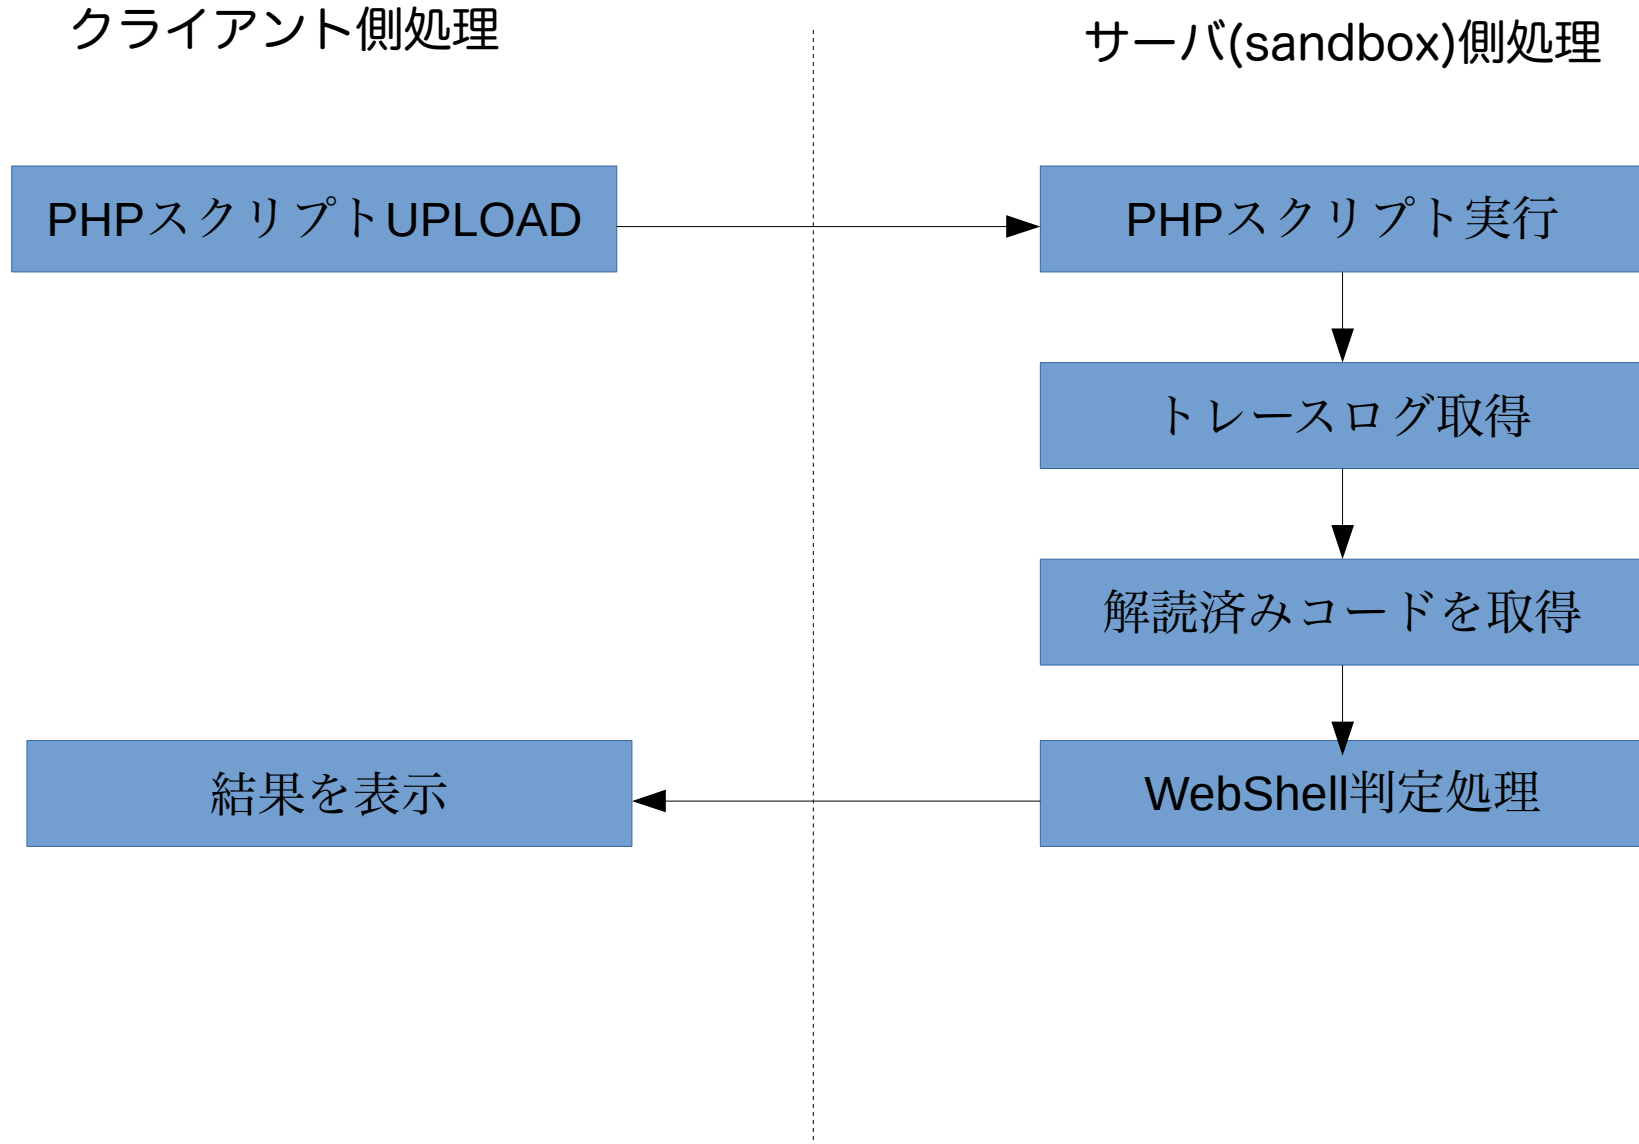 クライアント側処理
サーバ(sandbox)側処理
PHPスクリプトUPLOAD
PHPスクリプト実行
トレースログ取得
解読済みコードを取得
結果を表示
WebShell判定処理